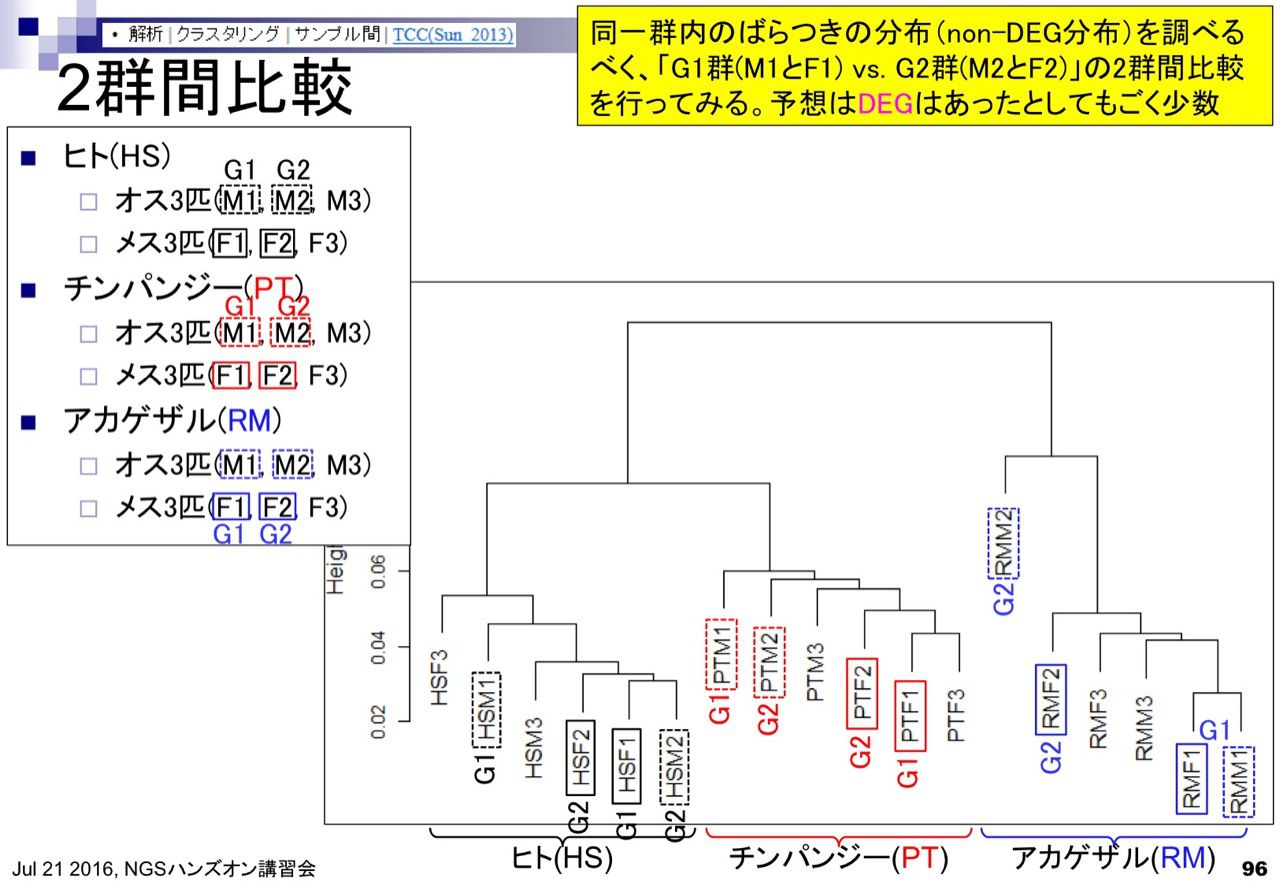 ・ 解析 | クラスタリング | サンプル間 | TCC(Sun_2013)
2群間比較
同一群内のばらつきの分布（non-DEG分布）を調べる
べく、「G1群(M1とF1) vs. G2群(M2とF2)」の2群間比較
を行ってみる。予想はDEGはあったとしてもごく少数
ヒト(HS)
G1 G2
オス3匹(M1, M2, M3)
メス3匹(F1, F2, F3)
チンパンジー(PT)
G1 G2
オス3匹(M1, M2, M3)
メス3匹(F1, F2, F3)
アカゲザル(RM)
オス3匹(M1, M2, M3)
メス3匹(F1, F2, F3)
G1 G2
0.06
0.04
0.02
HSF3
G1 HSM1
HSM3
G2 HSF2
G1 HSF1
G2 HSM2
G1 PTM1
G2 PTM2
PTM3
G2 PTF2
G1 PTF1
PTF3
G2 RMM2
G2 RMF2
RMF3
RMM3
G1
RMF1
RMM1
ヒト(HS)
チンパンジー(PT)
アカゲザル(RM)
Jul 21 2016, NGSハンズオン講習会
96